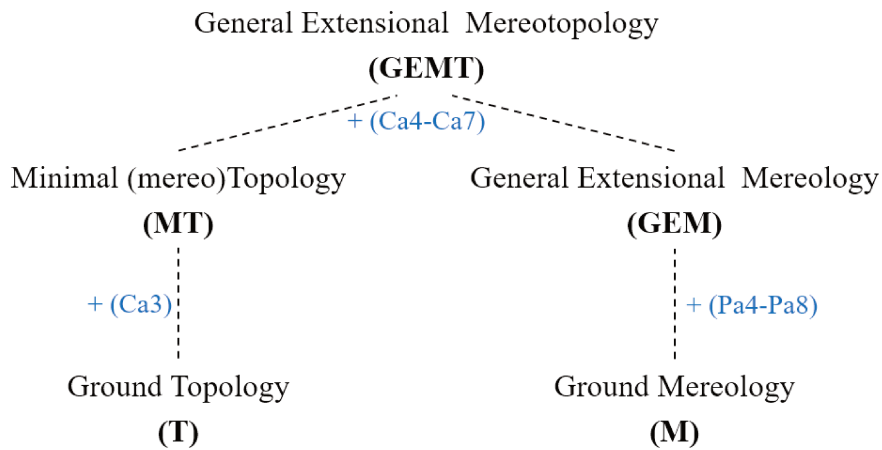 General Extensional Mereotopology
(GEMT)
+ (Ca4-Ca7)
Minimal (mereo)Topology
(MT)
General Extensional Mereology
(GEM)
+ (Ca3)
+ (Pa4-Pa8)
Ground Topology
(T)
Ground Mereology
(M)